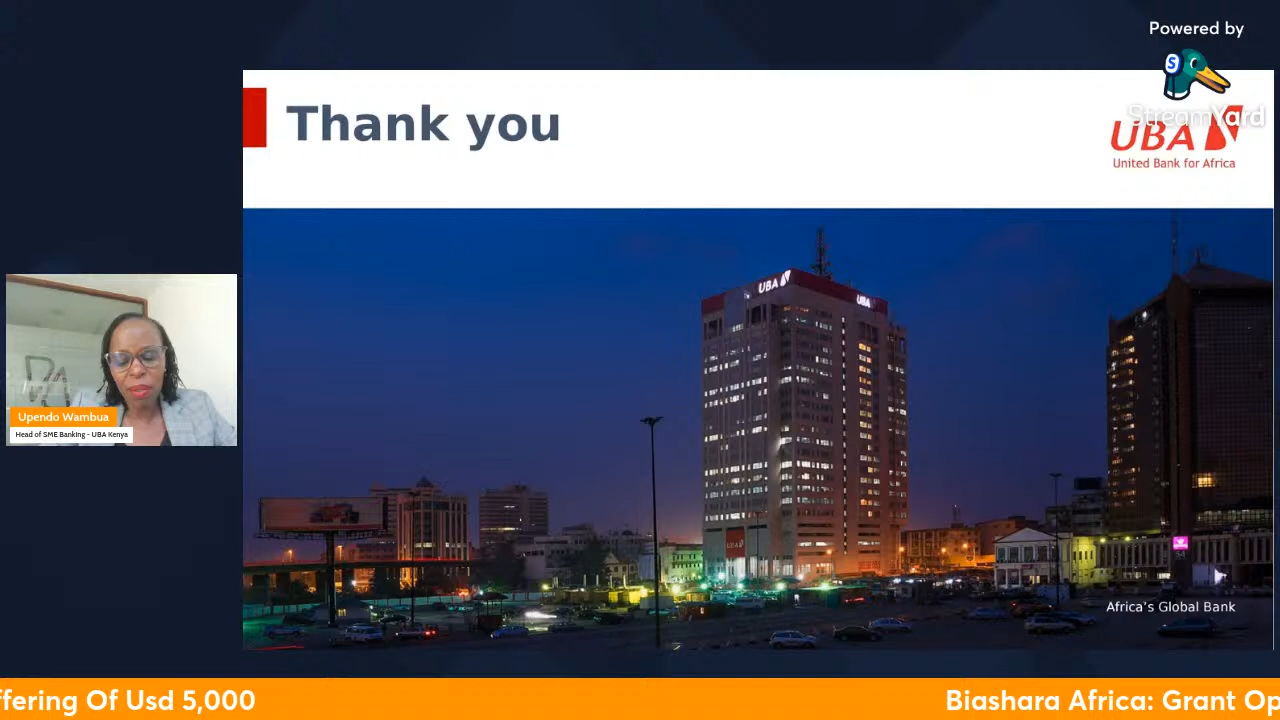 Powered by
StreamYard
Thank you
UBA
United Bank for Africa
UBA
UBA
UBA
Upendo Wambua
Head of SME Banking - UBA Kenya
Africa's Global Bank
ffering Of Usd 5,000
Biashara Africa: Grant Op